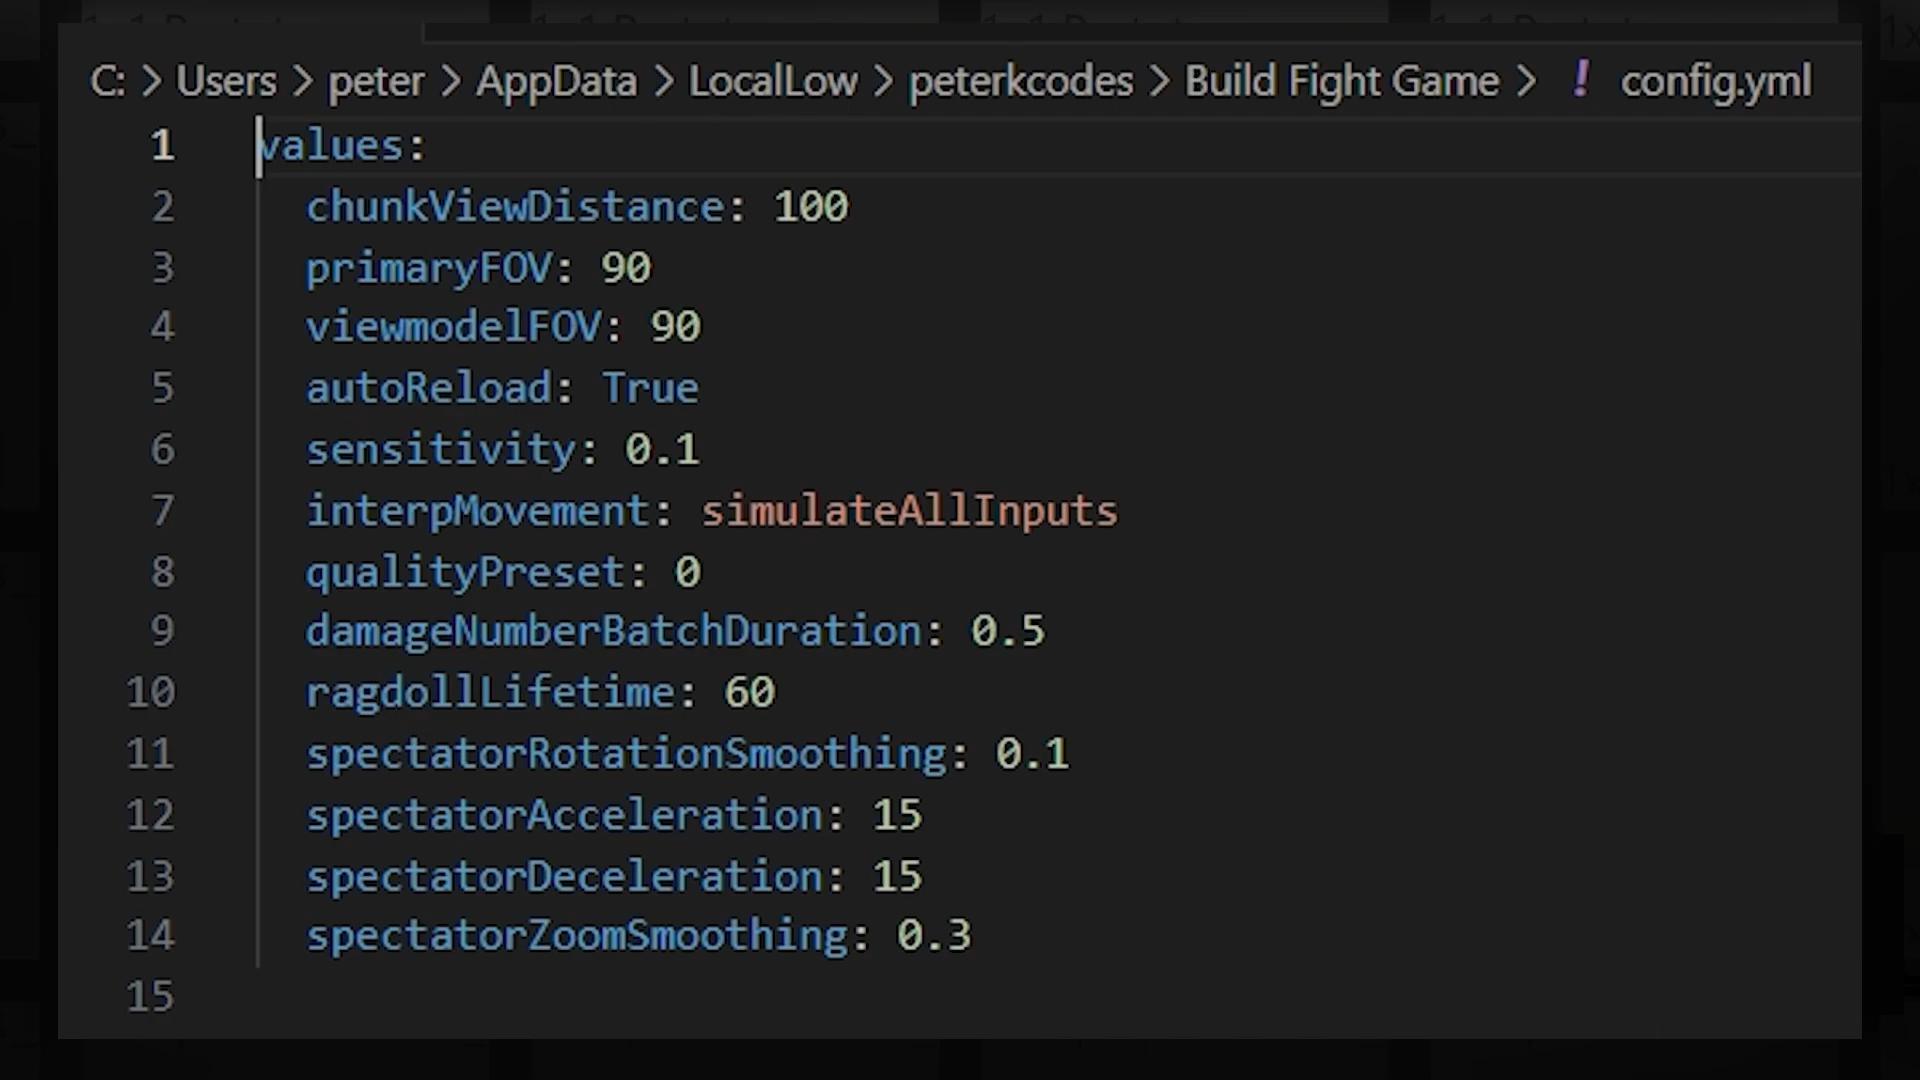 C: > Users > peter > AppData > LocalLow > peterkcodes > Build Fight Game > ! config.yml
1 values:
2 chunkViewDistance: 100
3 primaryFOV: 90
4 viewmodelFOV: 90
5 autoReload: True
6 sensitivity: 0.1
7 interpMovement: simulateAllInputs
8 qualityPreset: 0
9 damageNumberBatchDuration: 0.5
10 ragdollLifetime: 60
11 spectatorRotationSmoothing: 0.1
12 spectatorAcceleration: 15
13 spectatorDeceleration: 15
14 spectatorZoomSmoothing: 0.3
15